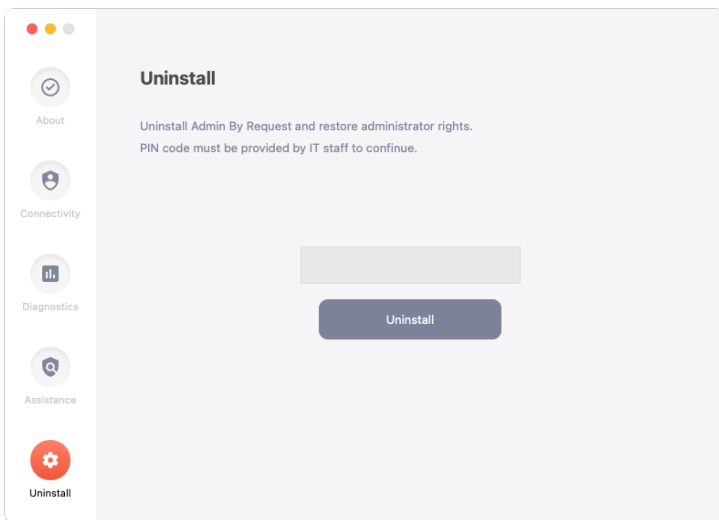 About
Connectivity
Diagnostics
Assistance
Uninstall
Uninstall
Uninstall Admin By Request and restore administrator rights.
PIN code must be provided by IT staff to continue.
Uninstall